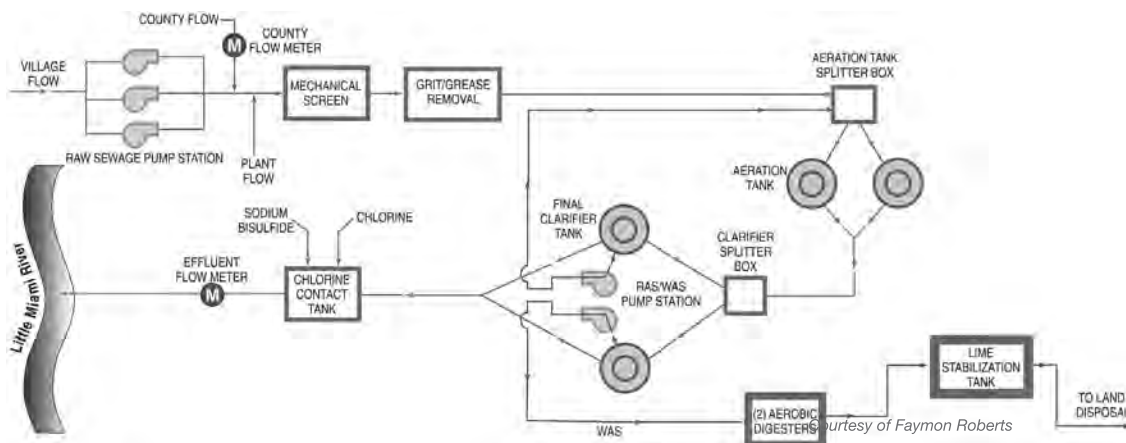 COUNTY FLOW
M
COUNTY
FLOW METER
VILLAGE
FLOW
MECHANICAL
SCREEN
GRIT/GREASE
REMOVAL
AERATION TANK
SPLITTER BOX
RAW SEWAGE PUMP STATION
PLANT
FLOW
AERATION
TANK
SODIUM
BISULFIDE
CHLORINE
FINAL
CLARIFIER
TANK
CLARIFIER
SPLITTER
BOX
Little Miami River
EFFLUENT
FLOW METER
M
CHLORINE
CONTACT
TANK
RAS/WAS
PUMP STATION
LIME
STABILIZATION
TANK
WAS
(2) AEROBIC
DIGESTERS
Courtesy of Faymon Roberts
TO LAND
DISPOSAL